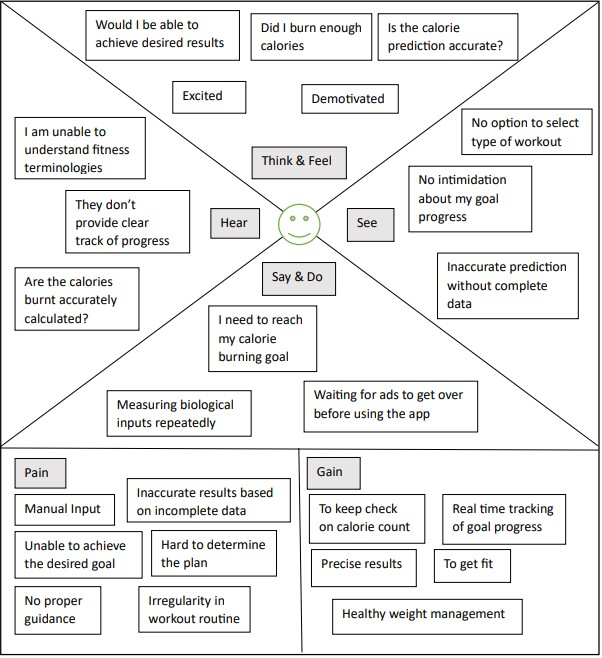 Would I be able to
achieve desired results
Did I burn enough
calories
Is the calorie
prediction accurate?
Excited
Demotivated
Think & Feel
I am unable to
understand fitness
terminologies
They don't
provide clear
track of progress
Are the calories
burnt accurately
calculated?
Hear
See
No option to select
type of workout
No intimidation
about my goal
progress
Inaccurate prediction
without complete
data
Say & Do
I need to reach
my calorie
burning goal
Measuring biological
inputs repeatedly
Waiting for ads to get over
before using the app
Pain
Manual Input
Inaccurate results based
on incomplete data
Unable to achieve
the desired goal
Hard to determine
the plan
No proper
guidance
Irregularity in
workout routine
Gain
To keep check
on calorie count
Real time tracking
of goal progress
Precise results
To get fit
Healthy weight management